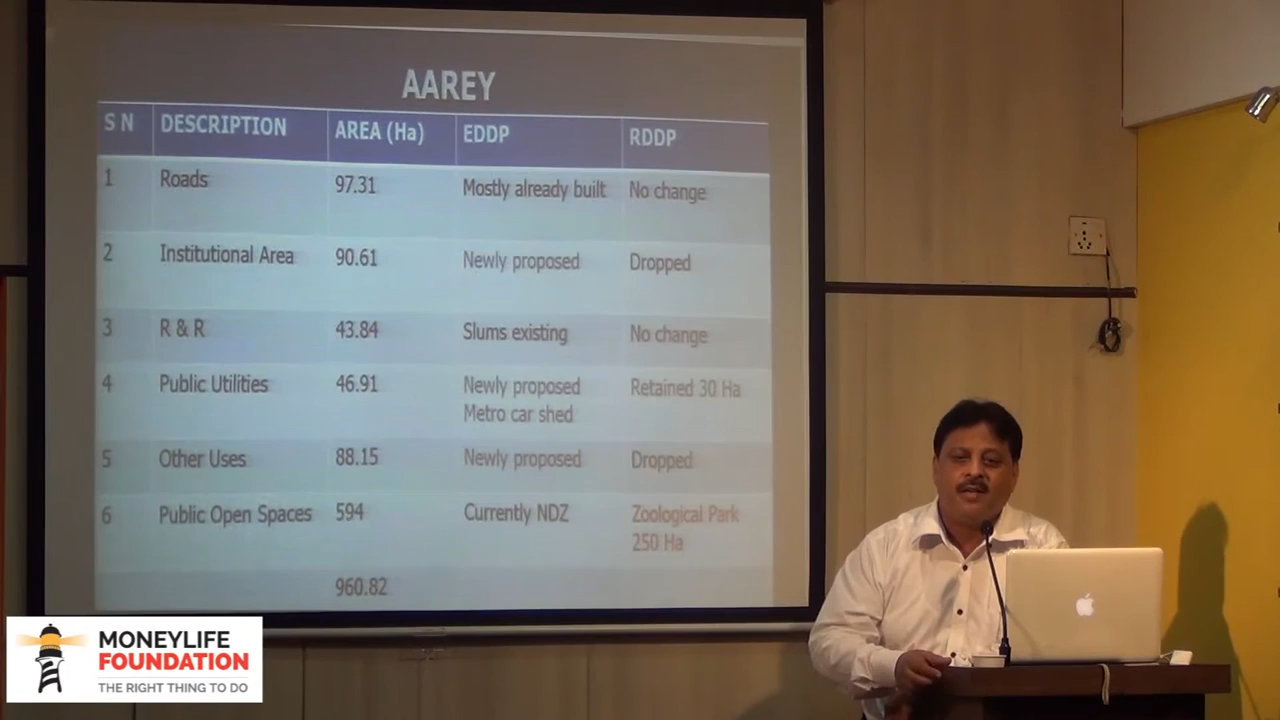 AAREY
S N DESCRIPTION AREA (Ha) EDDP RDDP
1 Roads 97.31 Mostly already built No change
2 Institutional Area 90.61 Newly proposed Dropped
3 R & R 43.84 Slums existing No change
4 Public Utilities 46.91 Newly proposed Retained 30 Ha
Metro car shed
5 Other Uses 88.15 Newly proposed Dropped
6 Public Open Spaces 594 Currently NDZ Zoological Park
250 Ha
960.82
MONEYLIFE
FOUNDATION
THE RIGHT THING TO DO